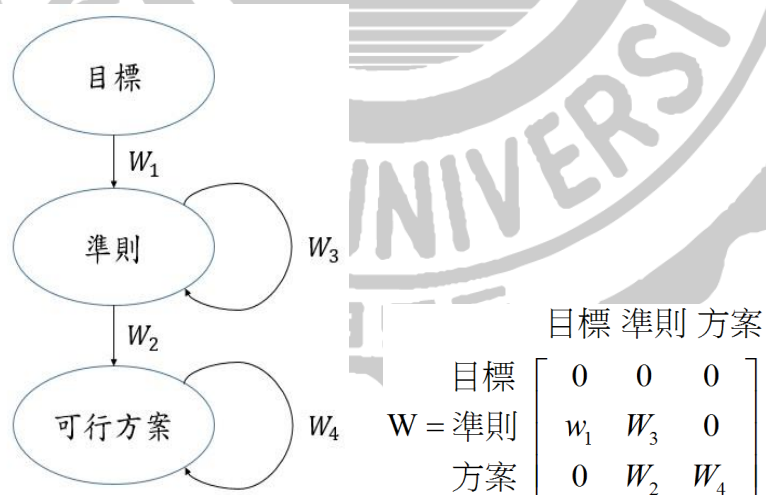 目標
W₁
準則
W₃
W₂
可行方案
W₄
UNIVERSI
目標 準則 方案
目標 0 0 0
W = 準則 w₁ W₃ 0
方案 0 W₂ W₄